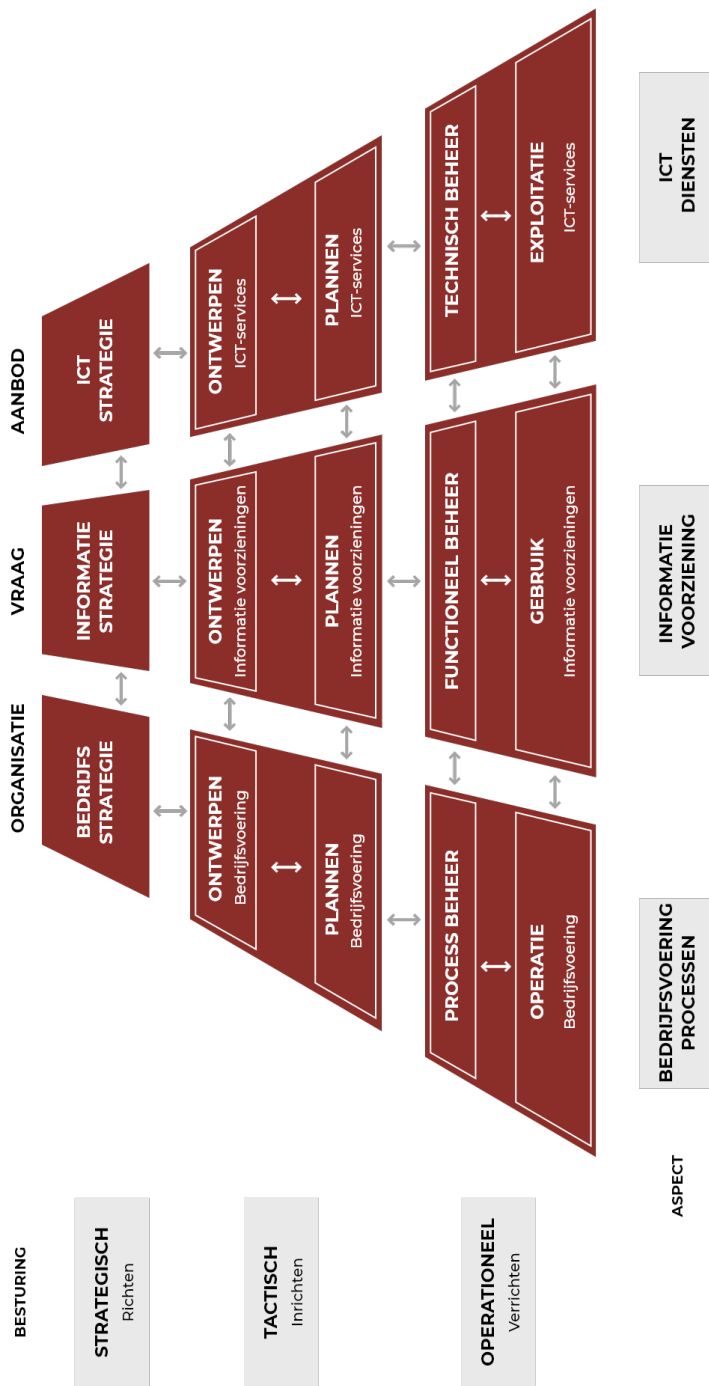 BESTURING
ORGANISATIE
VRAAG
AANBOD
STRATEGISCH
Richten
BEDRIJFS
STRATEGIE
INFORMATIE
STRATEGIE
ICT
STRATEGIE
TACTISCH
Inrichten
ONTWERPEN
Bedrijfsvoering
PLANNEN
Bedrijfsvoering
ONTWERPEN
Informatie voorzieningen
PLANNEN
Informatie voorzieningen
ONTWERPEN
ICT-services
PLANNEN
ICT-services
OPERATIONEEL
Verrichten
PROCESS BEHEER
OPERATIE
Bedrijfsvoering
FUNCTIONEEL BEHEER
GEBRUIK
Informatie voorzieningen
TECHNISCH BEHEER
EXPLOITATIE
ICT-services
ASPECT
BEDRIJFSVOERING
PROCESSEN
INFORMATIE
VOORZIENING
ICT
DIENSTEN